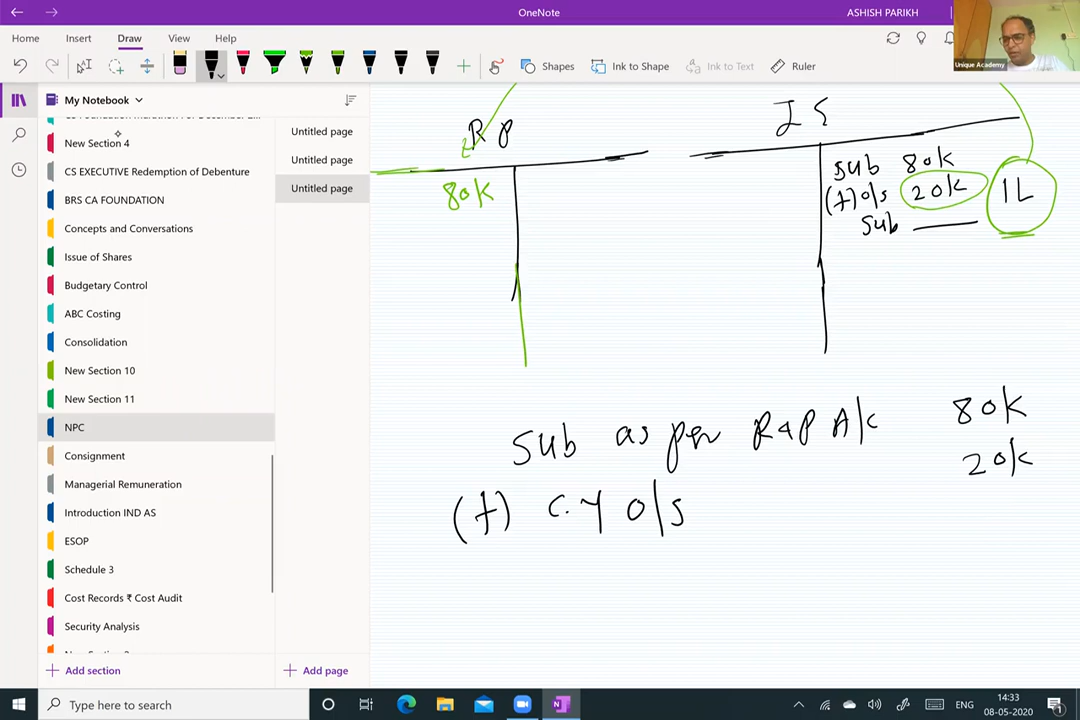 OneNote
ASHISH PARIKH
Home Insert Draw View Help
Shapes Ink to Shape Ink to Text Ruler
Unique Academy
My Notebook
New Section 4
CS EXECUTIVE Redemption of Debenture
BRS CA FOUNDATION
Concepts and Conversations
Issue of Shares
Budgetary Control
ABC Costing
Consolidation
New Section 10
New Section 11
NPC
Consignment
Managerial Remuneration
Introduction IND AS
ESOP
Schedule 3
Cost Records ₹ Cost Audit
Security Analysis
Add section
Untitled page
Untitled page
Untitled page
Add page
R P
80K
I E
Sub 80K
(+) O/S 20K 1L
Sub
Sub as per R&P A/c 80K
(+) C.Y O/S 20K
Type here to search
ENG
14:33
08-05-2020
1